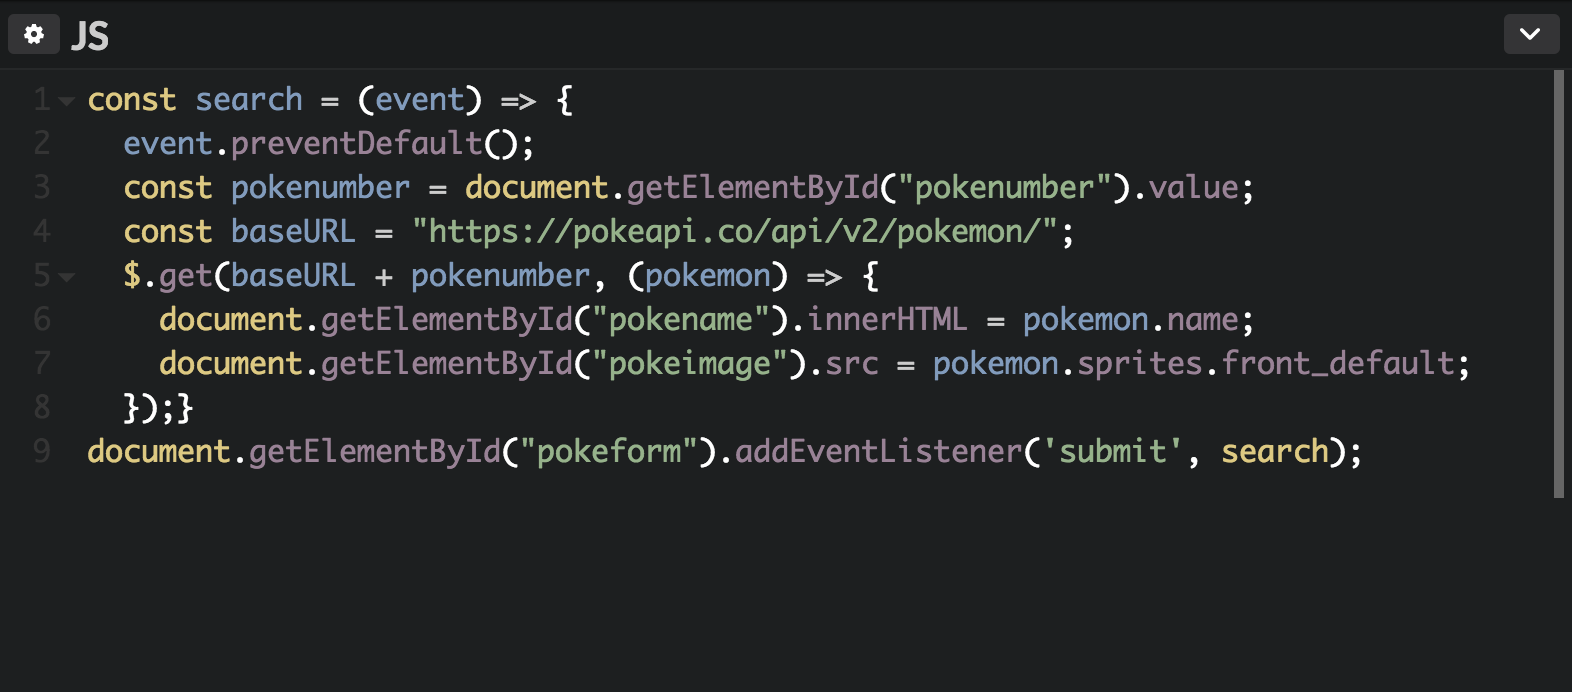 JS
1 const search = (event) => {
2 event.preventDefault();
3 const pokenumber = document.getElementById("pokenumber").value;
4 const baseURL = "https://pokeapi.co/api/v2/pokemon/";
5 $.get(baseURL + pokenumber, (pokemon) => {
6 document.getElementById("pokename").innerHTML = pokemon.name;
7 document.getElementById("pokeimage").src = pokemon.sprites.front_default;
8 });}
9 document.getElementById("pokeform").addEventListener('submit', search);